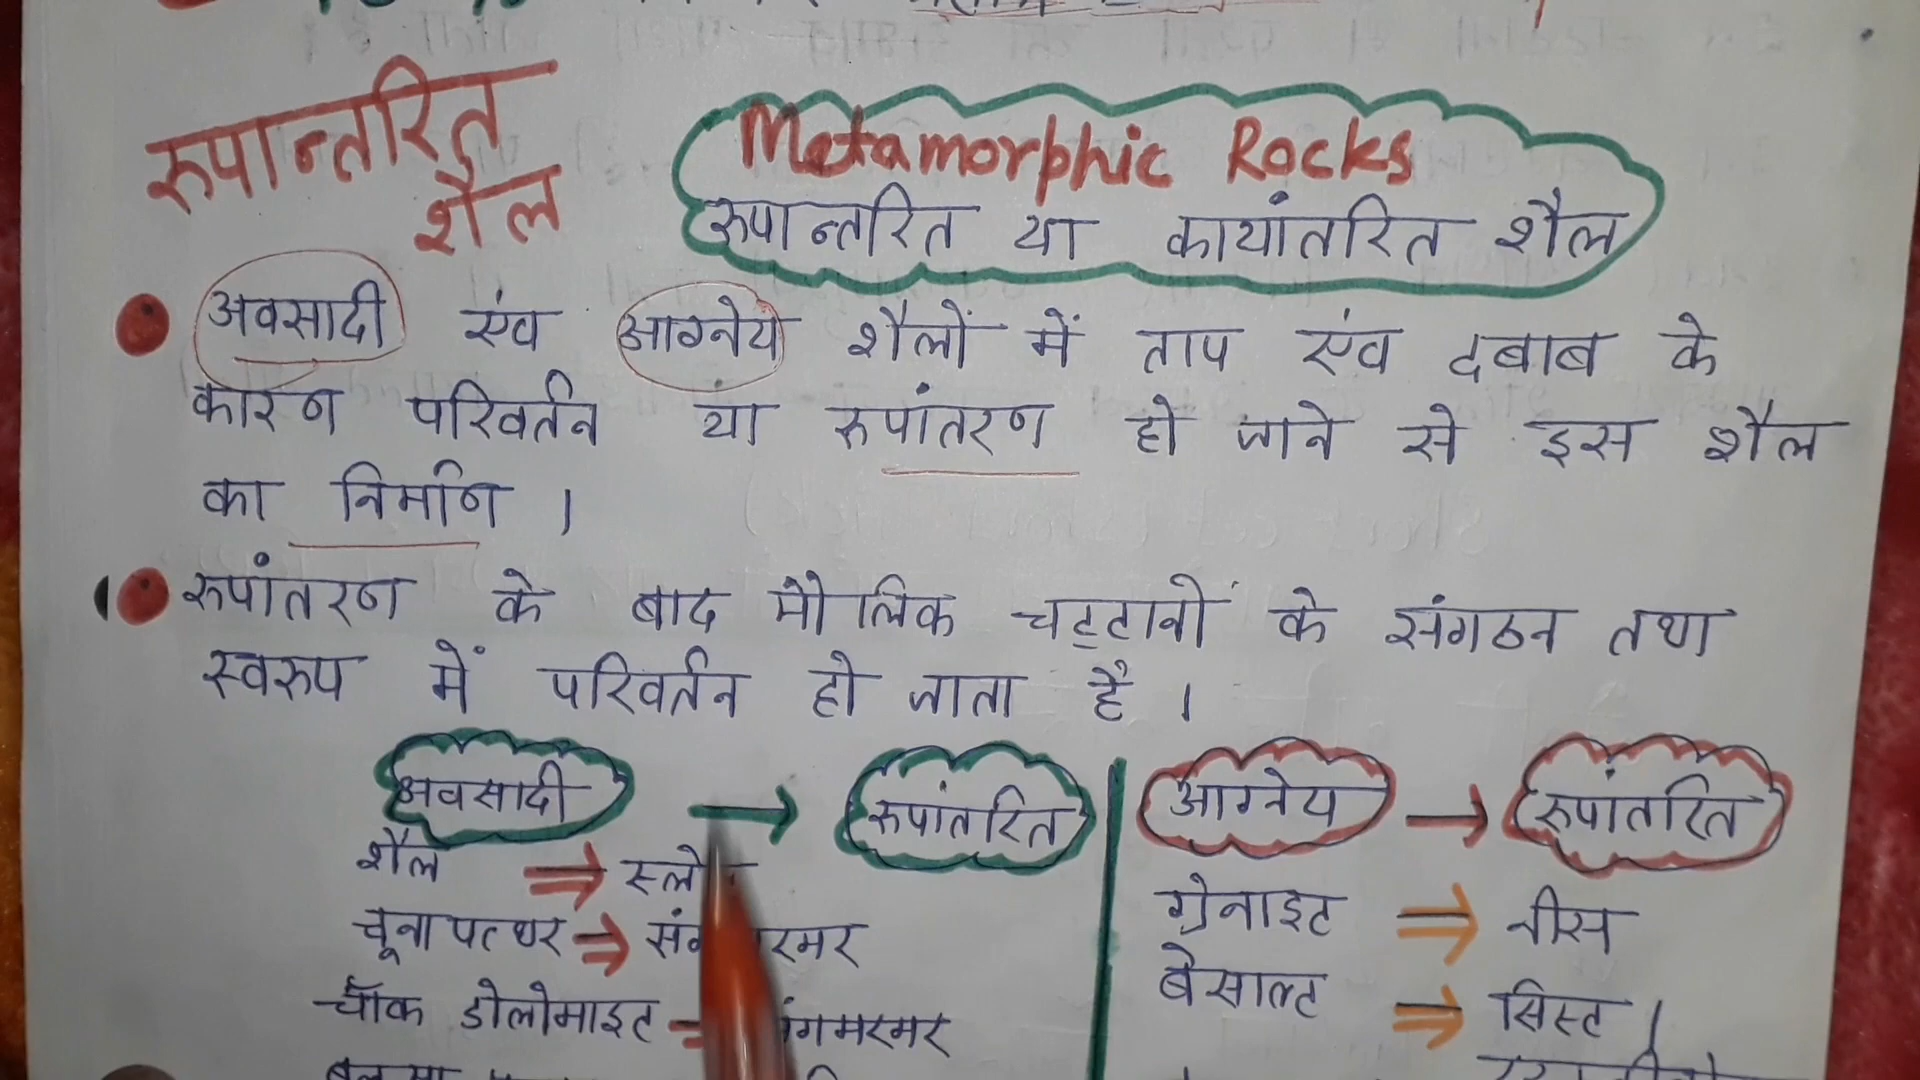 रुपान्तरित
शैल
Metamorphic Rocks
रुपान्तरित या कायांतरित शैल
अवसादी एंव आग्नेय शैलों में ताप एंव दबाब के
कारण परिवर्तन या रुपांतरण हो जाने से इस शैल
का निर्माण ।
रुपांतरण के बाद मौलिक चट्टानों के संगठन तथा
स्वरुप में परिवर्तन हो जाता है ।
अवसादी → रुपांतरित
शैल ⇒
चूना पत्थर ⇒
चॉक डोलोमाइट
आग्नेय → रुपांतरित
ग्रेनाइट ⇒ नीस
बैसाल्ट ⇒ सिस्ट ।